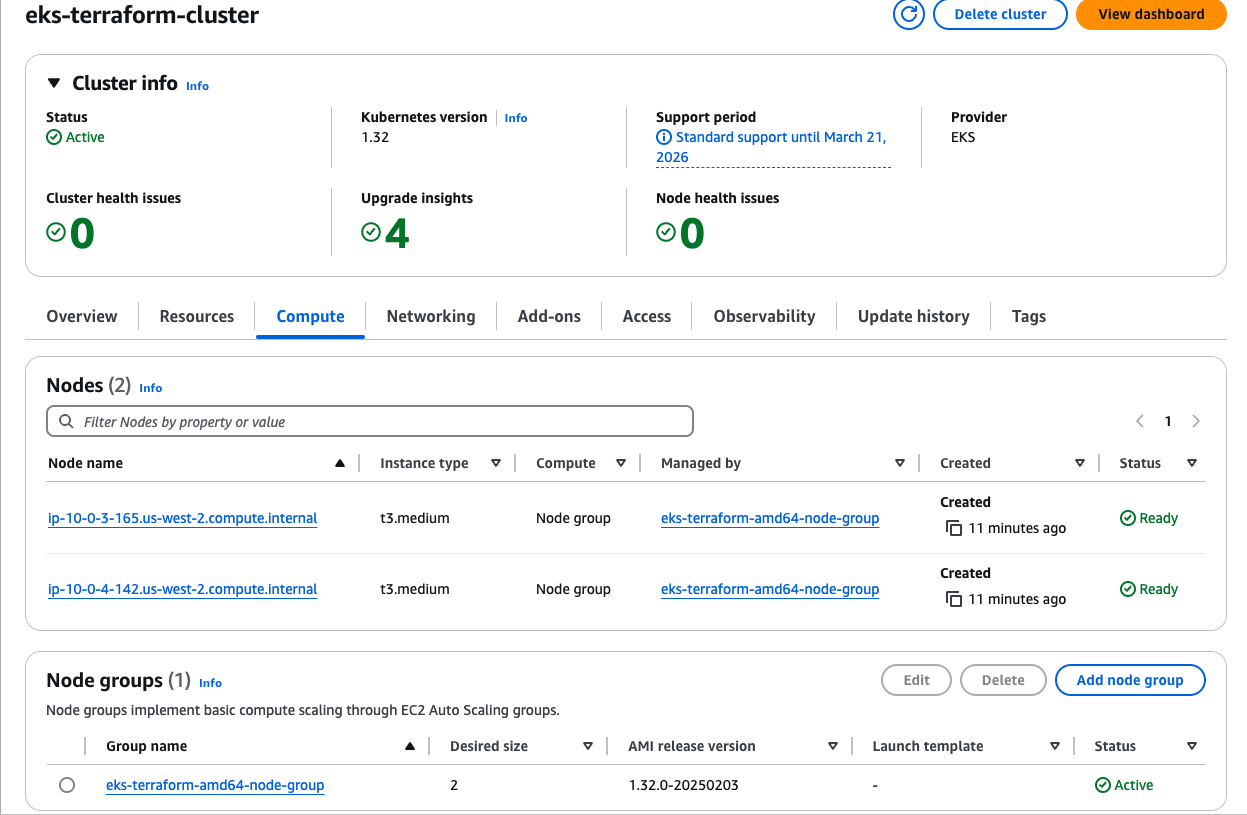 eks-terraform-cluster
Delete cluster
View dashboard
Cluster info Info
Status
Active
Kubernetes version Info
1.32
Support period
Standard support until March 21,
2026
Provider
EKS
Cluster health issues
0
Upgrade insights
4
Node health issues
0
Overview Resources Compute Networking Add-ons Access Observability Update history Tags
Nodes (2) Info
Filter Nodes by property or value
1
Node name Instance type Compute Managed by Created Status
ip-10-0-3-165.us-west-2.compute.internal t3.medium Node group eks-terraform-amd64-node-group Created
11 minutes ago Ready
ip-10-0-4-142.us-west-2.compute.internal t3.medium Node group eks-terraform-amd64-node-group Created
11 minutes ago Ready
Node groups (1) Info
Edit Delete Add node group
Node groups implement basic compute scaling through EC2 Auto Scaling groups.
Group name Desired size AMI release version Launch template Status
eks-terraform-amd64-node-group 2 1.32.0-20250203 - Active